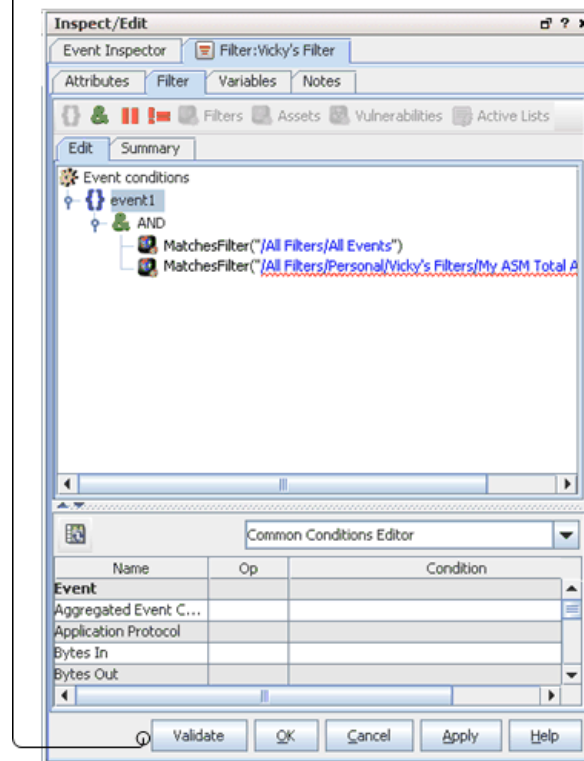 Inspect/Edit
Event Inspector Filter:Vicky's Filter
Attributes Filter Variables Notes
Filters Assets Vulnerabilities Active Lists
Edit Summary
Event conditions
event1
AND
MatchesFilter("/All Filters/All Events")
MatchesFilter("/All Filters/Personal/Vicky's Filters/My ASM Total A
Common Conditions Editor
Name Op Condition
Event
Aggregated Event C...
Application Protocol
Bytes In
Bytes Out
Validate OK Cancel Apply Help